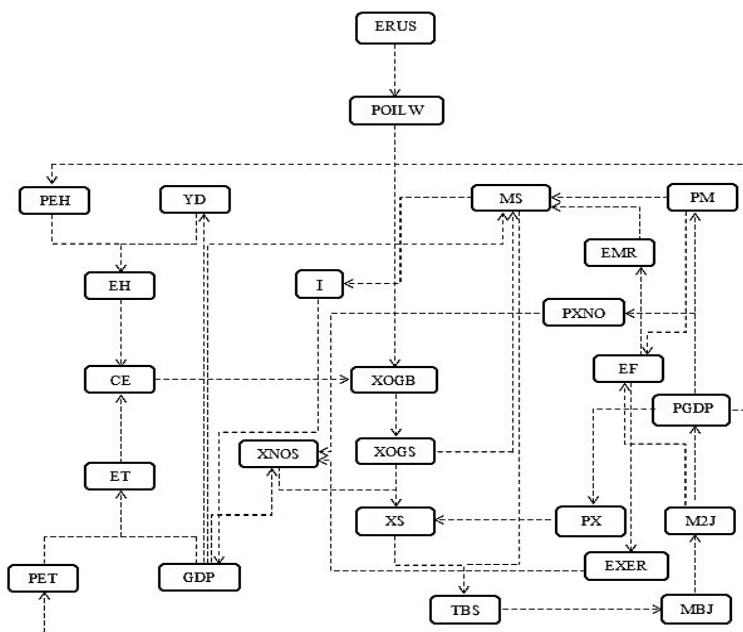 ERUS
POILW
PEH
YD
MS
PM
EMR
EH
I
PXNO
CE
XOGB
EF
PGDP
XNOS
XOGS
ET
XS
PX
M2J
PET
GDP
EXER
TBS
MBJ